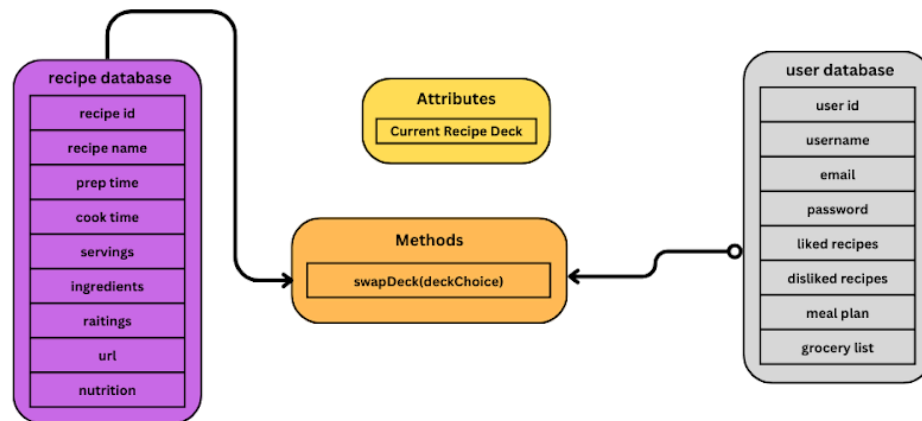 recipe database
recipe id
recipe name
prep time
cook time
servings
ingredients
raitings
url
nutrition
Attributes
Current Recipe Deck
Methods
swapDeck(deckChoice)
user database
user id
username
email
password
liked recipes
disliked recipes
meal plan
grocery list